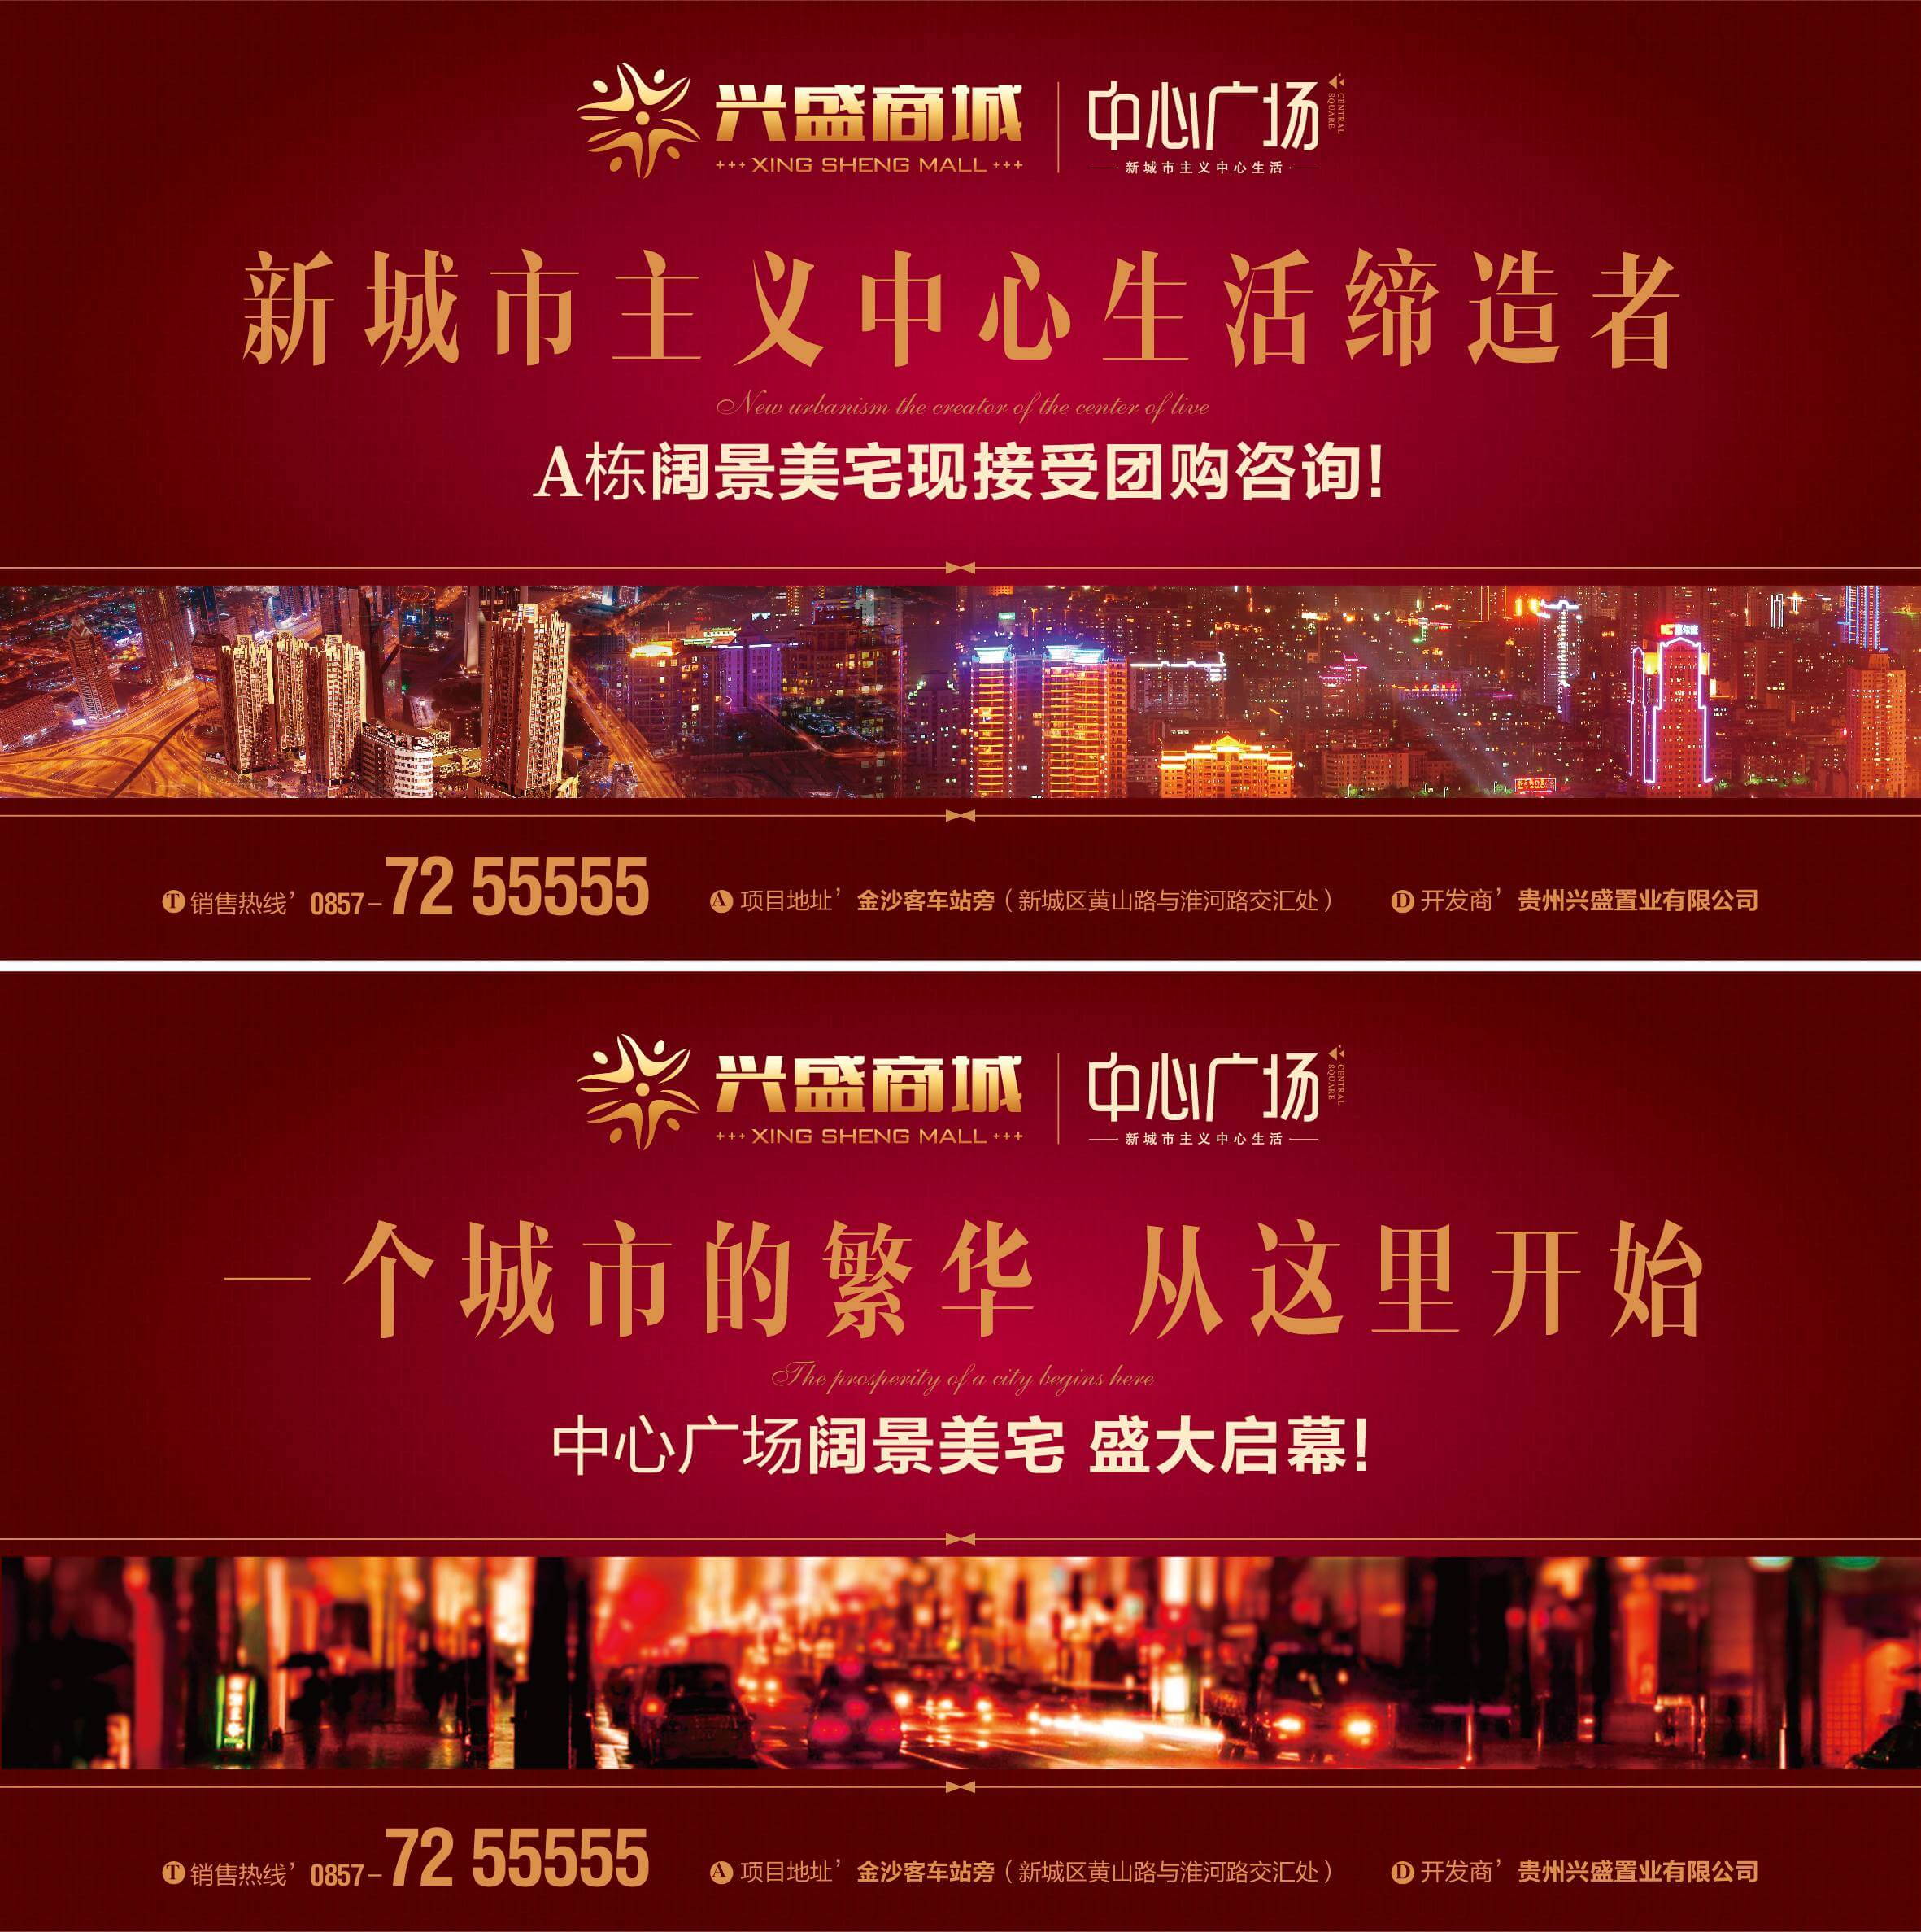 兴盛商城
+++ XING SHENG MALL +++
中心广场
CENTRAL SQUARE
新城市主义中心生活
新城市主义中心生活缔造者
New urbanism the creator of the center of live
A栋阔景美宅现接受团购咨询!
T 销售热线’ 0857-72 55555
A 项目地址’ 金沙客车站旁（新城区黄山路与淮河路交汇处）
D 开发商’ 贵州兴盛置业有限公司
兴盛商城
+++ XING SHENG MALL +++
中心广场
CENTRAL SQUARE
新城市主义中心生活
一个城市的繁华 从这里开始
The prosperity of a city begins here
中心广场阔景美宅 盛大启幕!
T 销售热线’ 0857-72 55555
A 项目地址’ 金沙客车站旁（新城区黄山路与淮河路交汇处）
D 开发商’ 贵州兴盛置业有限公司